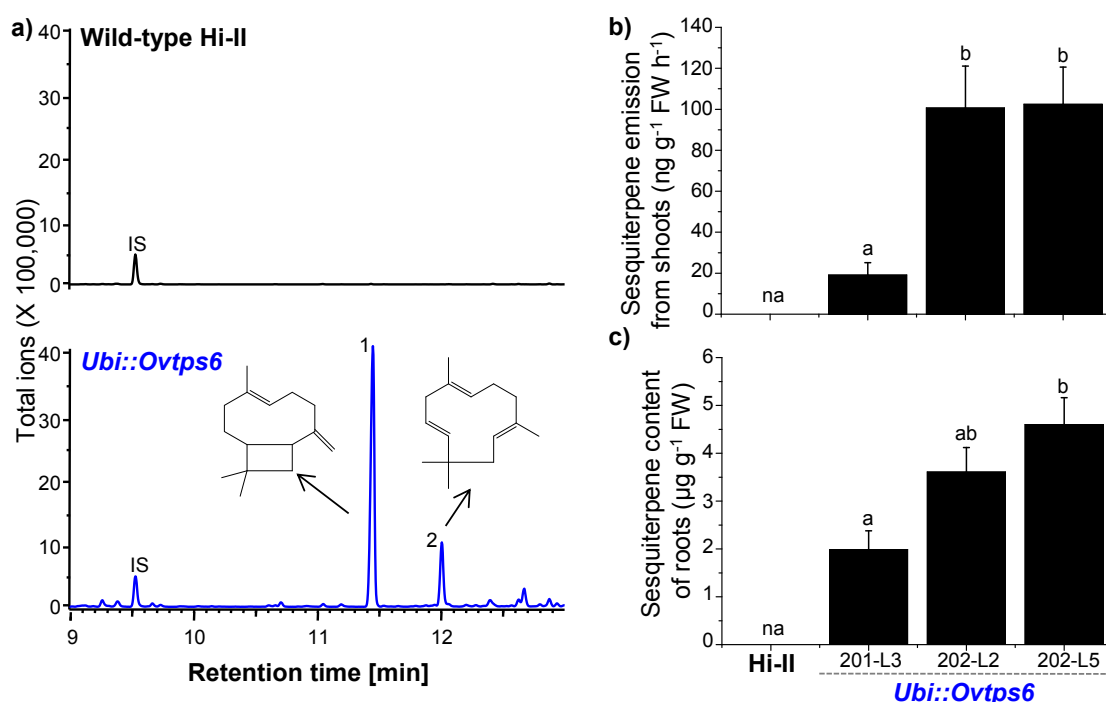 a)
Wild-type Hi-II
40
30
20
10
0
IS
Total ions (X 100,000)
Ubi::Ovtps6
40
30
20
10
0
IS
1
2
9
10
11
12
Retention time [min]
b)
Sesquiterpene emission
from shoots (ng g-1 FW h-1)
140
120
100
80
60
40
20
0
na
a
b
b
c)
Sesquiterpene content
of roots (µg g-1 FW)
6
5
4
3
2
1
0
na
a
ab
b
Hi-II
201-L3
202-L2
202-L5
Ubi::Ovtps6